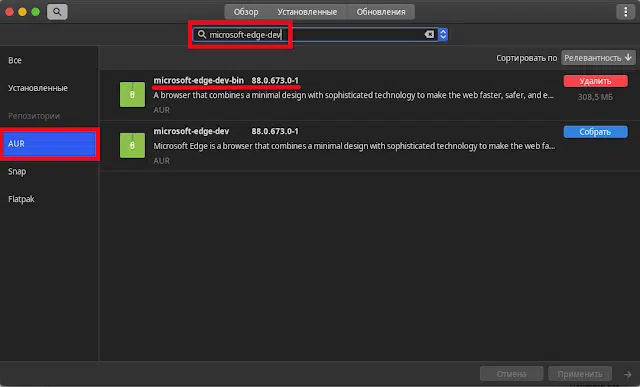 Обзор Установленные Обновления
microsoft-edge-dev
Сортировать по Релевантность
Все
Установленные
Репозитории
AUR
Snap
Flatpak
microsoft-edge-dev-bin 88.0.673.0-1
Удалить
A browser that combines a minimal design with sophisticated technology to make the web faster, safer, and e...
308,5 МБ
AUR
microsoft-edge-dev 88.0.673.0-1
Собрать
Microsoft Edge is a browser that combines a minimal design with sophisticated technology to make the web fa...
AUR
Отмена Применить